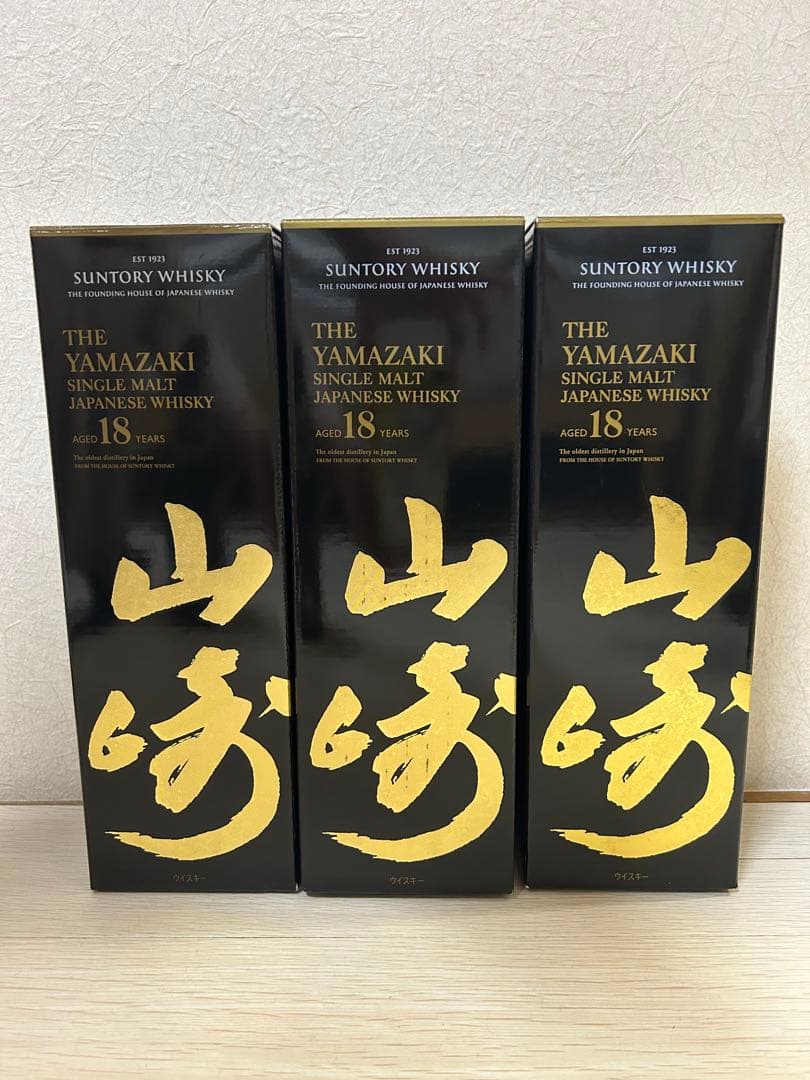 EST 1923
SUNTORY WHISKY
THE FOUNDING HOUSE OF JAPANESE WHISKY
THE
YAMAZAKI
SINGLE MALT
JAPANESE WHISKY
AGED 18 YEARS
The oldest distillery in Japan
FROM THE HOUSE OF SUNTORY WHISKY
山崎
ウイスキー
EST 1923
SUNTORY WHISKY
THE FOUNDING HOUSE OF JAPANESE WHISKY
THE
YAMAZAKI
SINGLE MALT
JAPANESE WHISKY
AGED 18 YEARS
The oldest distillery in Japan
FROM THE HOUSE OF SUNTORY WHISKY
山崎
ウイスキー
EST 1923
SUNTORY WHISKY
THE FOUNDING HOUSE OF JAPANESE WHISKY
THE
YAMAZAKI
SINGLE MALT
JAPANESE WHISKY
AGED 18 YEARS
The oldest distillery in Japan
FROM THE HOUSE OF SUNTORY WHISKY
山崎
ウイスキー